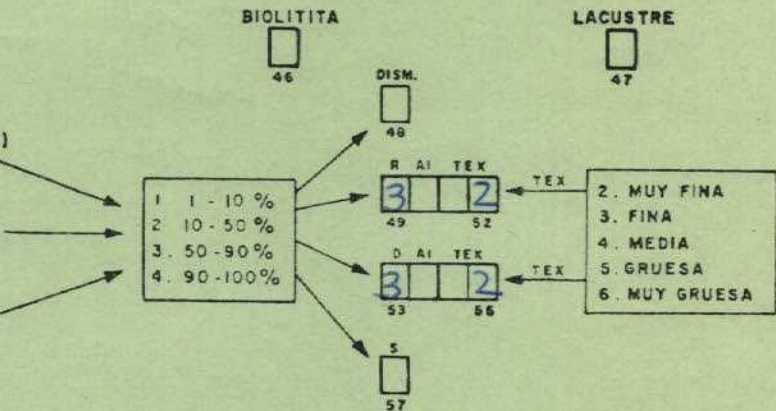 BIOLITITA
LACUSTRE
46
47
DISM.
48
)
1 1-10 %
2 10-50 %
3. 50-90%
4. 90-100%
R AI TEX
3 2
49 52
TEX
D AI TEX
3 2
53 56
TEX
2. MUY FINA
3. FINA
4. MEDIA
5. GRUESA
6. MUY GRUESA
S
57